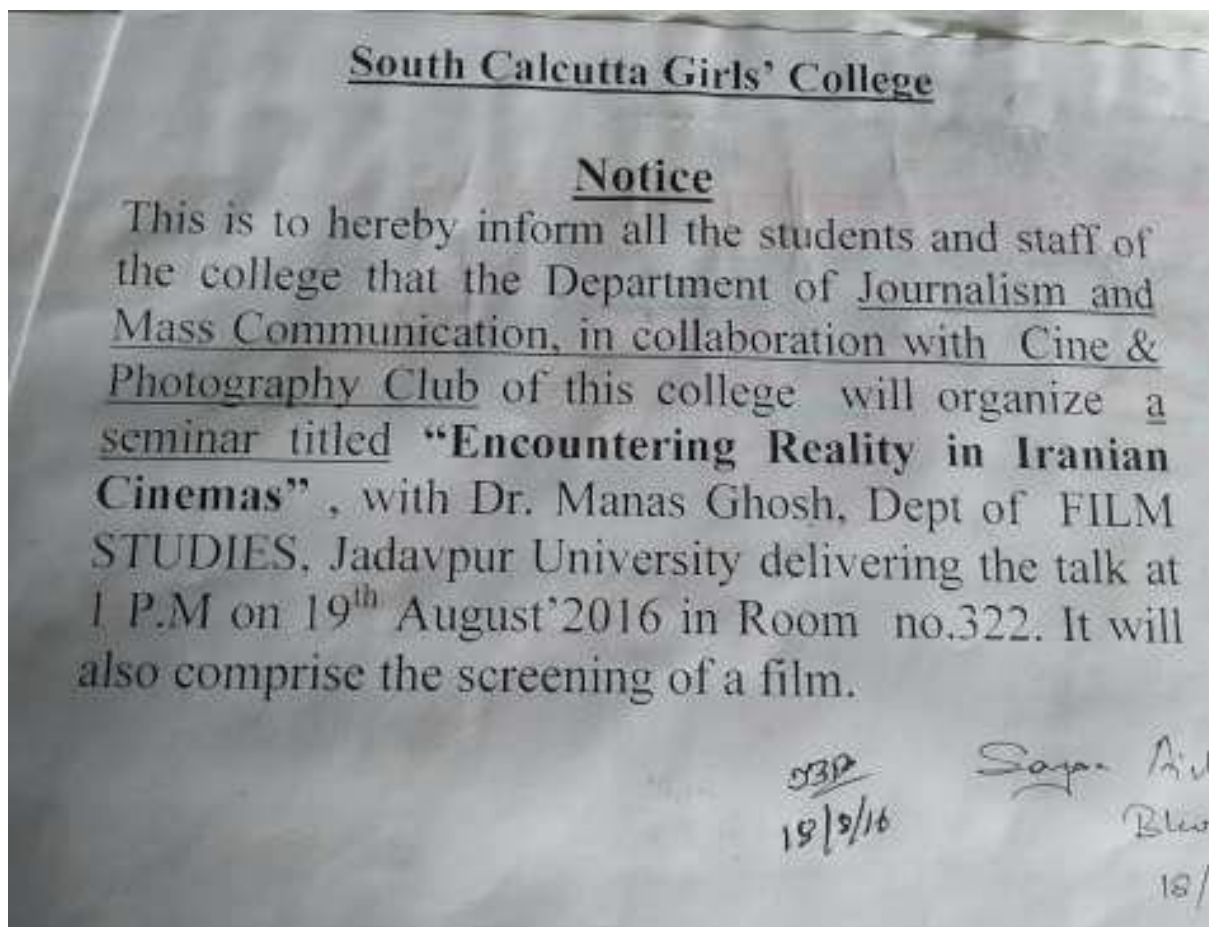 South Calcutta Girls' College
Notice
This is to hereby inform all the students and staff of
the college that the Department of Journalism and
Mass Communication, in collaboration with Cine &
Photography Club of this college will organize a
seminar titled “Encountering Reality in Iranian
Cinemas” , with Dr. Manas Ghosh, Dept of FILM
STUDIES, Jadavpur University delivering the talk at
1 P.M on 19th August'2016 in Room no.322. It will
also comprise the screening of a film.
18/8/16
18/